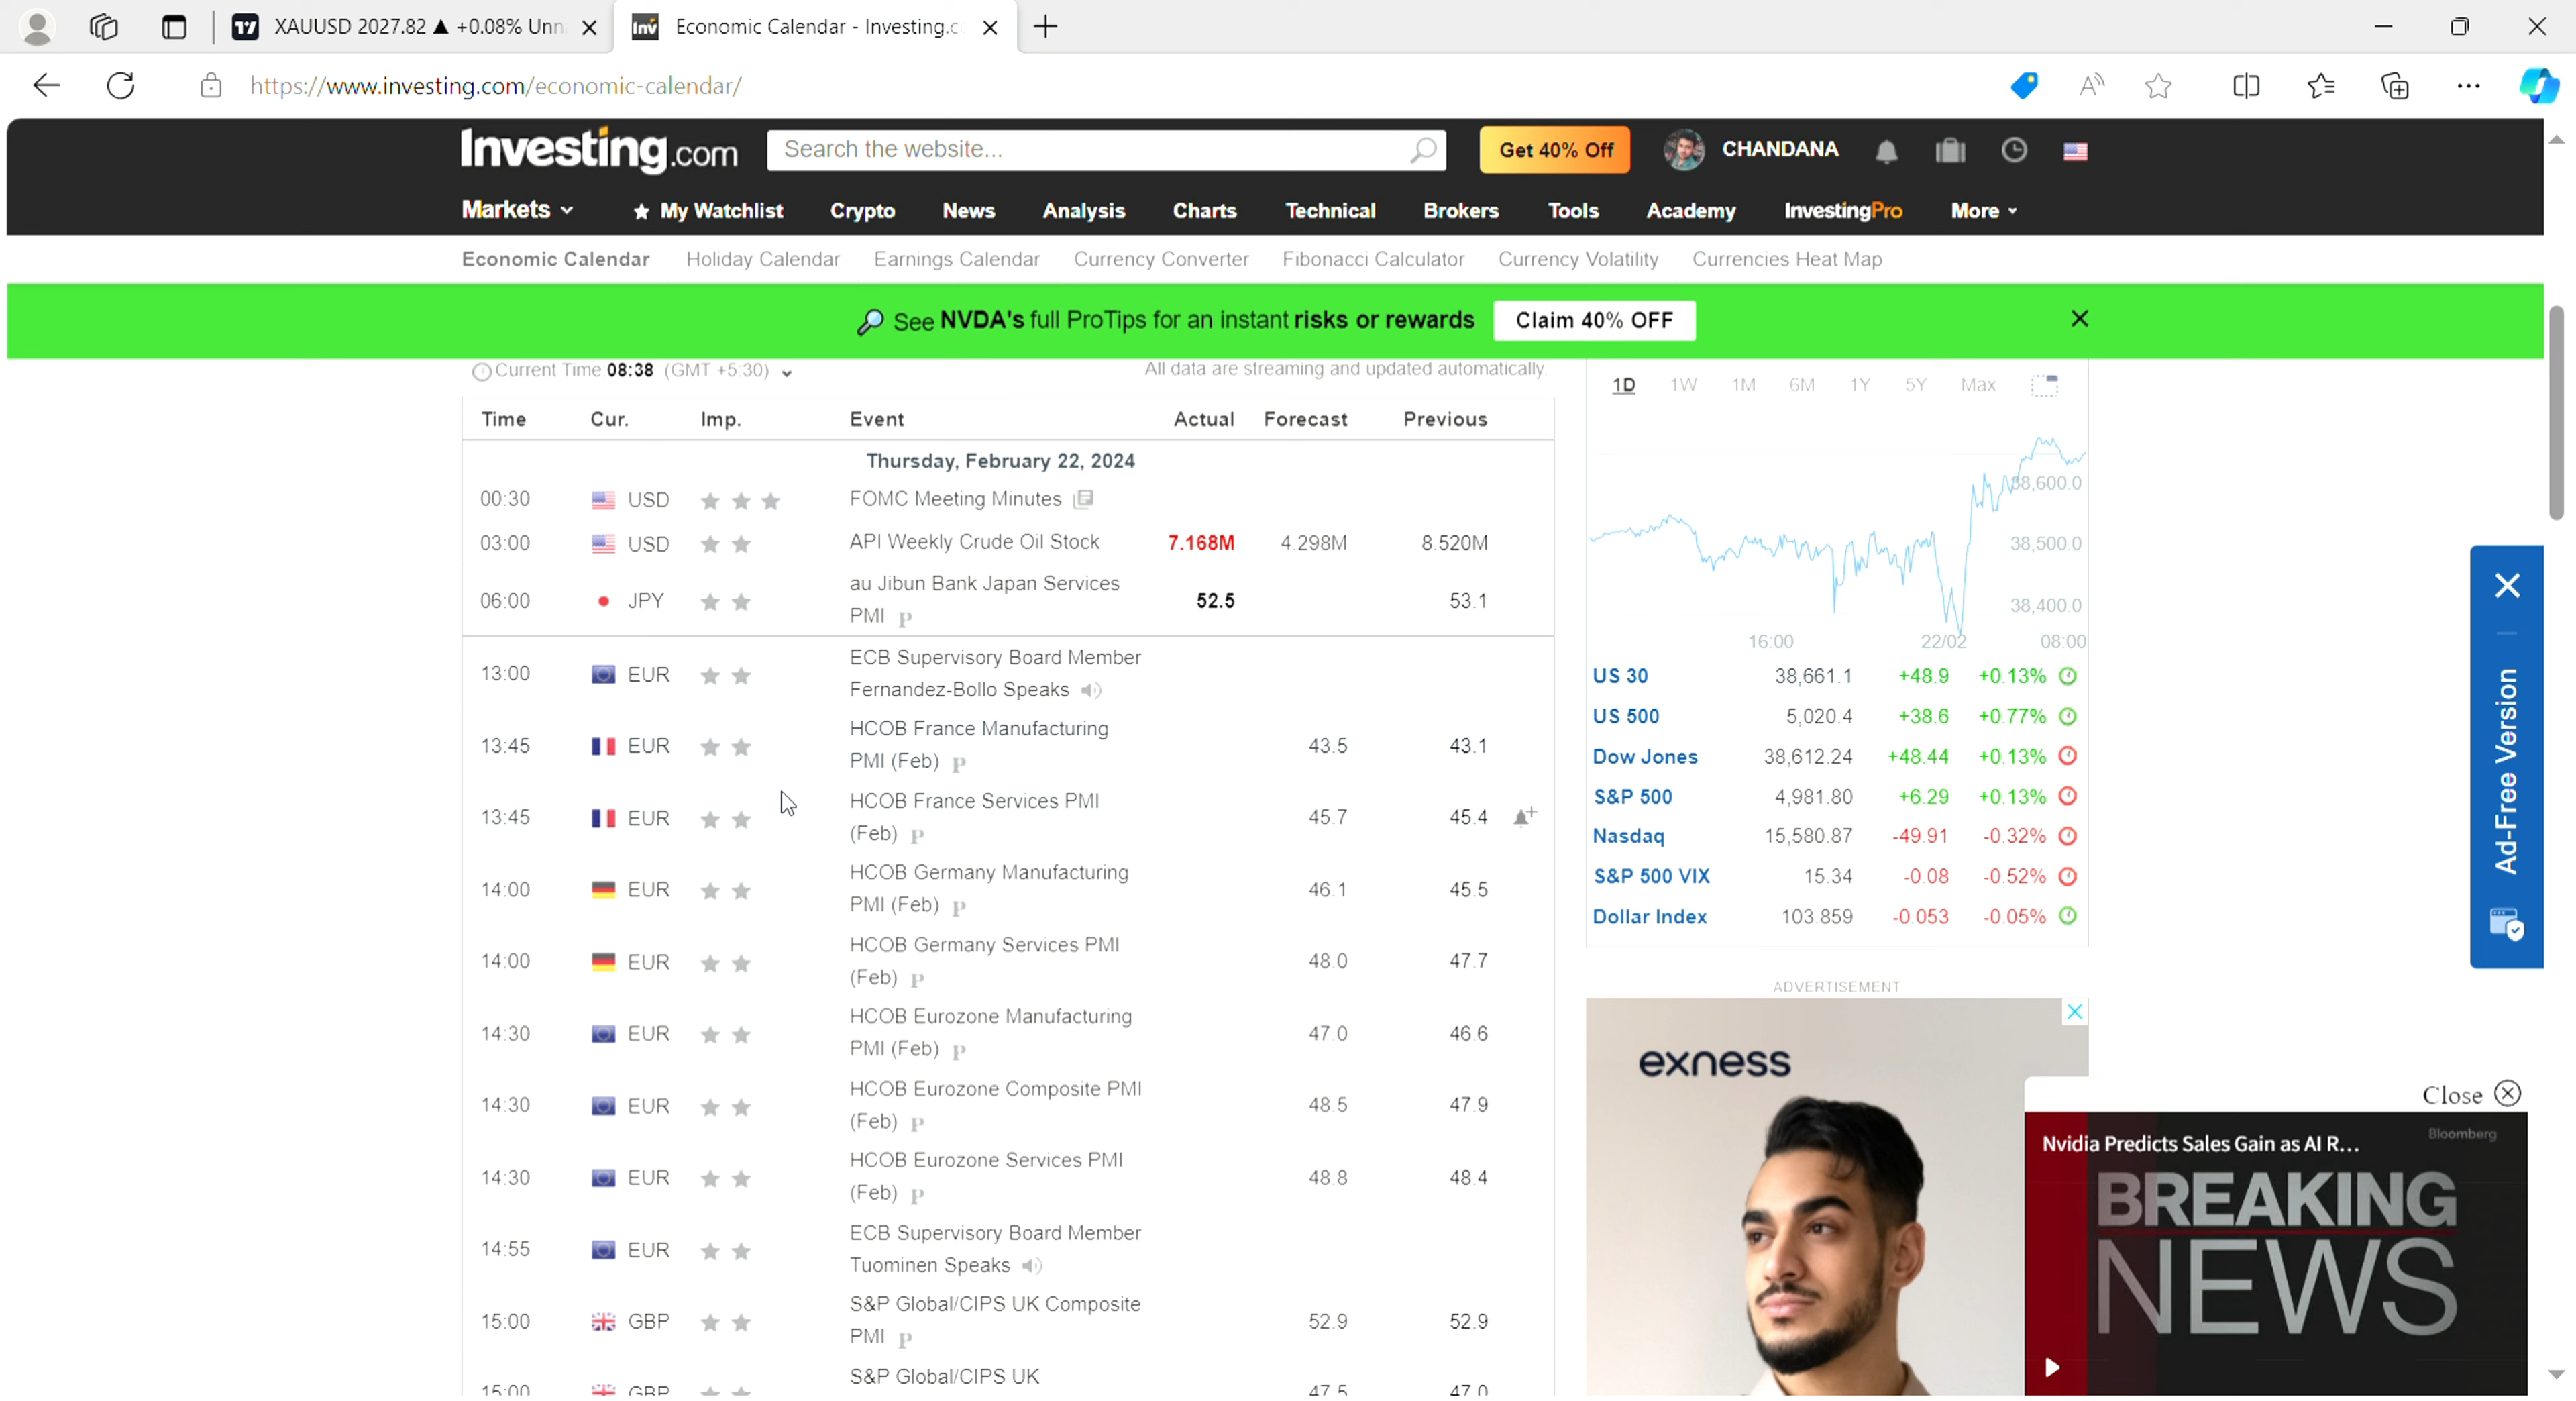 XAUUSD 2027.82 ▲ +0.08% Unn
Economic Calendar - Investing.c
https://www.investing.com/economic-calendar/
Investing.com
Search the website...
Get 40% Off
CHANDANA
Markets
My Watchlist
Crypto
News
Analysis
Charts
Technical
Brokers
Tools
Academy
InvestingPro
More
Economic Calendar
Holiday Calendar
Earnings Calendar
Currency Converter
Fibonacci Calculator
Currency Volatility
Currencies Heat Map
See NVDA's full ProTips for an instant risks or rewards
Claim 40% OFF
Current Time 08:38 (GMT +5:30)
All data are streaming and updated automatically.
Time Cur. Imp. Event Actual Forecast Previous
Thursday, February 22, 2024
00:30 USD FOMC Meeting Minutes
03:00 USD API Weekly Crude Oil Stock 7.168M 4.298M 8.520M
06:00 JPY au Jibun Bank Japan Services
PMI P 52.5 53.1
13:00 EUR ECB Supervisory Board Member
Fernandez-Bollo Speaks
13:45 EUR HCOB France Manufacturing
PMI (Feb) P 43.5 43.1
13:45 EUR HCOB France Services PMI
(Feb) P 45.7 45.4
14:00 EUR HCOB Germany Manufacturing
PMI (Feb) P 46.1 45.5
14:00 EUR HCOB Germany Services PMI
(Feb) P 48.0 47.7
14:30 EUR HCOB Eurozone Manufacturing
PMI (Feb) P 47.0 46.6
14:30 EUR HCOB Eurozone Composite PMI
(Feb) P 48.5 47.9
14:30 EUR HCOB Eurozone Services PMI
(Feb) P 48.8 48.4
14:55 EUR ECB Supervisory Board Member
Tuominen Speaks
15:00 GBP S&P Global/CIPS UK Composite
PMI P 52.9 52.9
15:00 GBP S&P Global/CIPS UK 47.5 47.0
1D 1W 1M 6M 1Y 5Y Max
38,600.0
38,500.0
38,400.0
16:00 22/02 08:00
US 30 38,661.1 +48.9 +0.13%
US 500 5,020.4 +38.6 +0.77%
Dow Jones 38,612.24 +48.44 +0.13%
S&P 500 4,981.80 +6.29 +0.13%
Nasdaq 15,580.87 -49.91 -0.32%
S&P 500 VIX 15.34 -0.08 -0.52%
Dollar Index 103.859 -0.053 -0.05%
ADVERTISEMENT
exness
Ad-Free Version
Close
Nvidia Predicts Sales Gain as AI R...
Bloomberg
BREAKING
NEWS